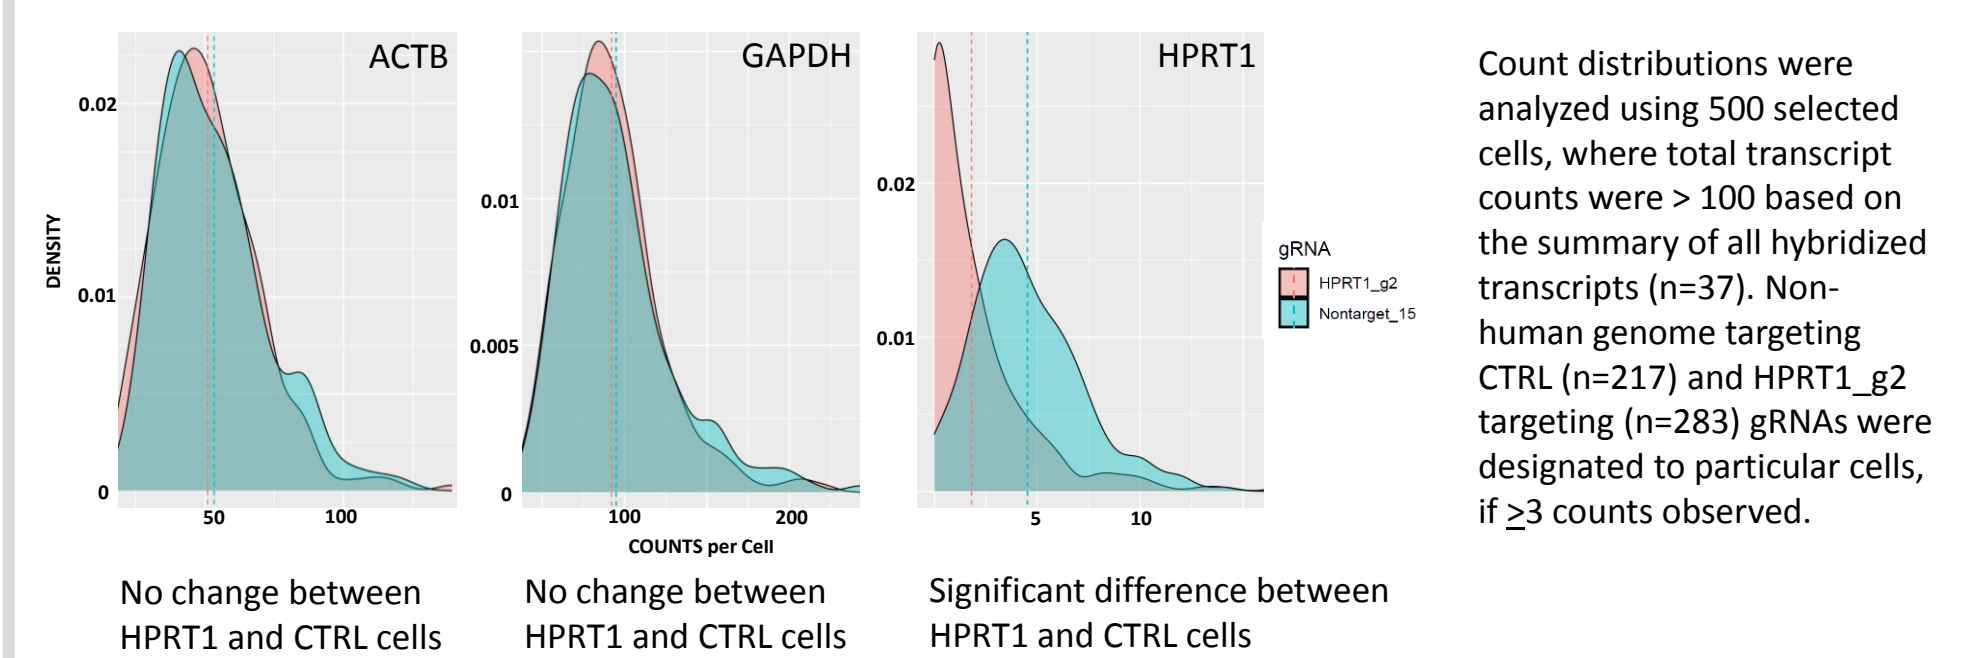 ACTB
GAPDH
HPRT1
DENSITY
0.02
0.01
0
50
100
0.01
0.005
0
100
200
0.02
0.01
5
10
COUNTS per Cell
gRNA
HPRT1_g2
Nontarget_15
No change between
HPRT1 and CTRL cells
No change between
HPRT1 and CTRL cells
Significant difference between
HPRT1 and CTRL cells
Count distributions were
analyzed using 500 selected
cells, where total transcript
counts were > 100 based on
the summary of all hybridized
transcripts (n=37). Non-
human genome targeting
CTRL (n=217) and HPRT1_g2
targeting (n=283) gRNAs were
designated to particular cells,
if ≥3 counts observed.